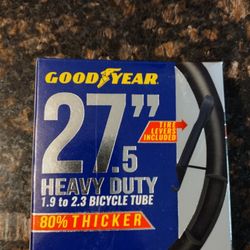 GOODYEAR
27"
.5
TIRE
LEVERS
INCLUDED
HEAVY DUTY
1.9 to 2.3 BICYCLE TUBE
80% THICKER